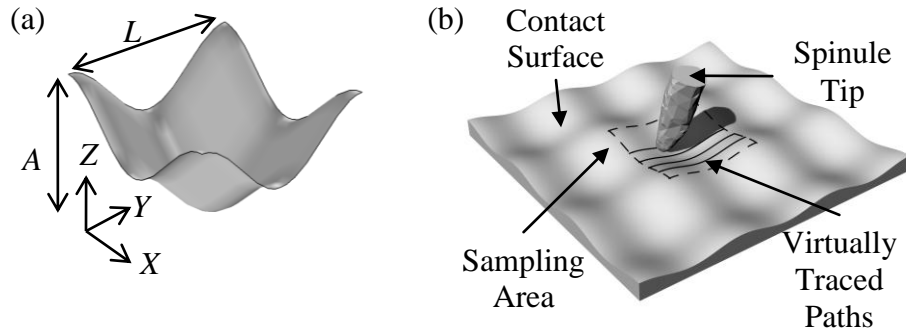 (a)
L
A
Z
Y
X
(b)
Contact
Surface
Spinule
Tip
Sampling
Area
Virtually
Traced
Paths